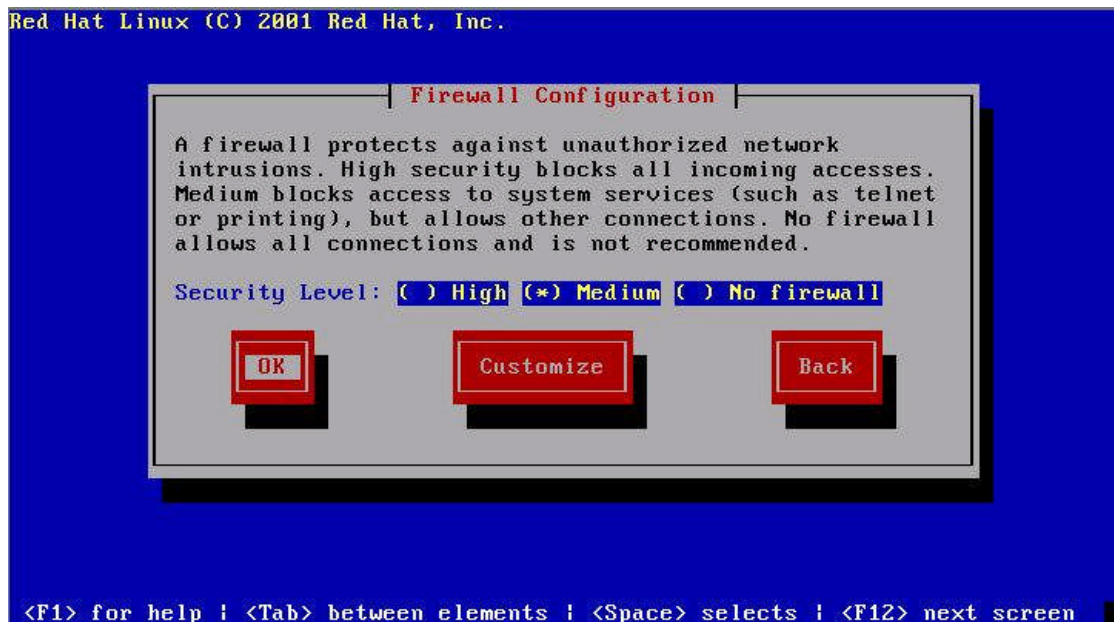 Red Hat Linux (C) 2001 Red Hat, Inc.
Firewall Configuration
A firewall protects against unauthorized network
intrusions. High security blocks all incoming accesses.
Medium blocks access to system services (such as telnet
or printing), but allows other connections. No firewall
allows all connections and is not recommended.
Security Level: ( ) High (*) Medium ( ) No firewall
OK Customize Back
<F1> for help | <Tab> between elements | <Space> selects | <F12> next screen